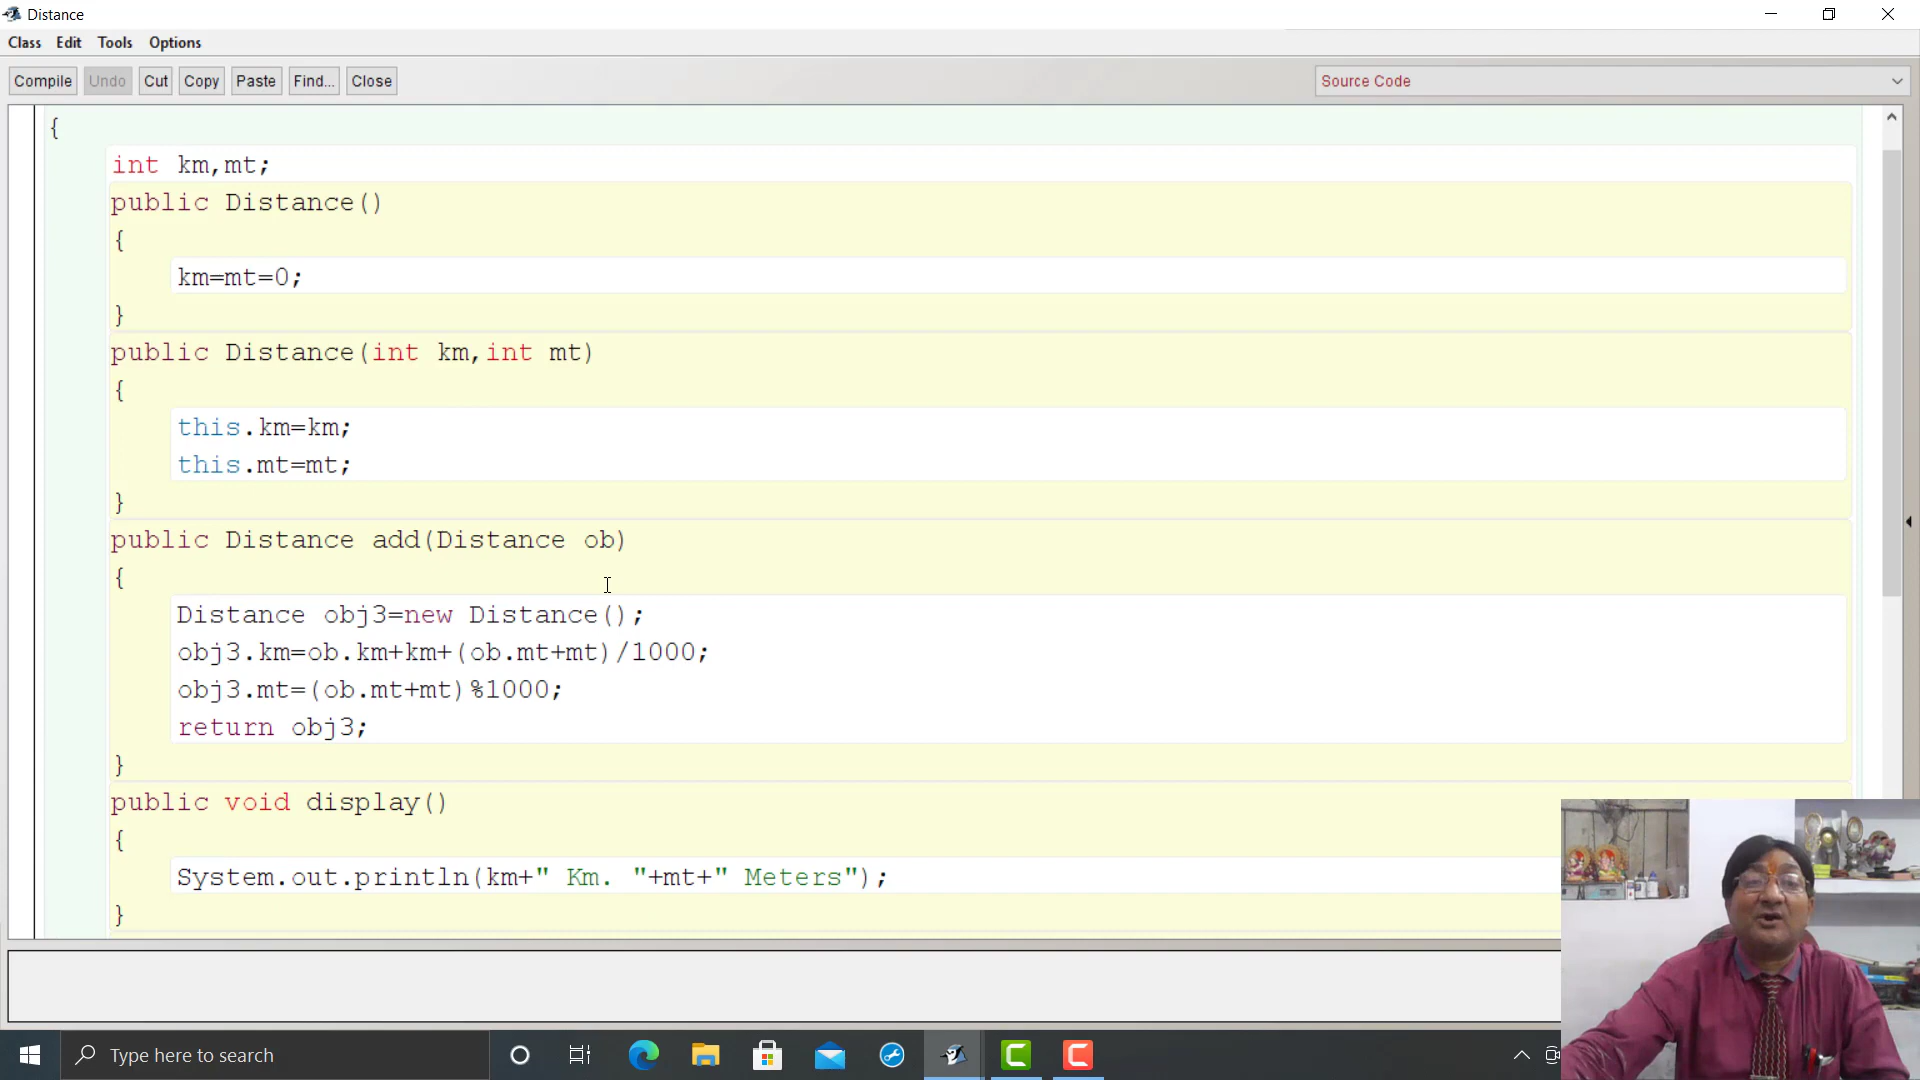 Distance
Class Edit Tools Options
Compile Undo Cut Copy Paste Find... Close Source Code
{
int km,mt;
public Distance()
{
km=mt=0;
}
public Distance(int km,int mt)
{
this.km=km;
this.mt=mt;
}
public Distance add(Distance ob)
{
Distance obj3=new Distance();
obj3.km=ob.km+km+(ob.mt+mt)/1000;
obj3.mt=(ob.mt+mt)%1000;
return obj3;
}
public void display()
{
System.out.println(km+" Km. "+mt+" Meters");
}
Type here to search